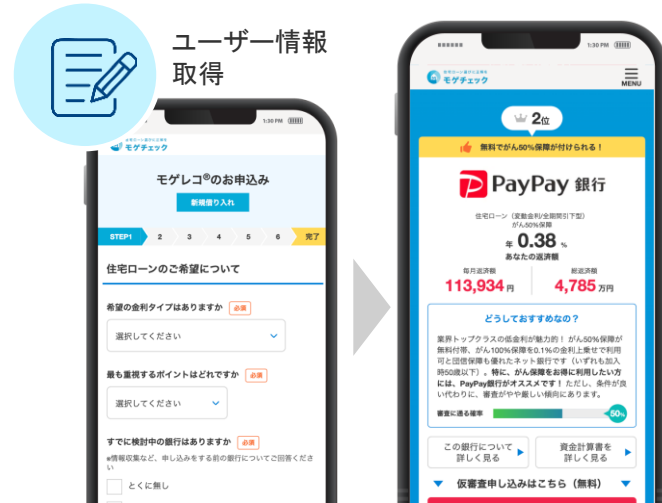 ユーザー情報
取得
1:30 PM
モゲチェック
モゲレコ®のお申込み
新規借り入れ
STEP1 2 3 4 5 6 完了
住宅ローンのご希望について
希望の金利タイプはありますか 必須
選択してください
最も重視するポイントはどれですか 必須
選択してください
すでに検討中の銀行はありますか 必須
※情報収集など、申し込みをする前の銀行についてご回答くださ
い
とくに無し
1:30 PM
モゲチェック
MENU
2位
無料でがん50%保障が付けられる！
PayPay 銀行
住宅ローン（変動金利/全期間引下型）
がん50%保障
年 0.38 %
あなたの返済額
毎月返済額 総返済額
113,934 円 4,785 万円
どうしておすすめなの？
業界トップクラスの低金利が魅力的！ がん50%保障が
無料付帯、がん100%保障を0.1%の金利上乗せで利用
可と団信保障も優れたネット銀行です（いずれも加入
時50歳以下）。特に、がん保障をお得に利用したい方
には、PayPay銀行がオススメです！ ただし、条件が良
い代わりに、審査がやや厳しい傾向にあります。
審査に通る確率 50%
この銀行について
詳しく見る
資金計算書を
詳しく見る
仮審査申し込みはこちら（無料）